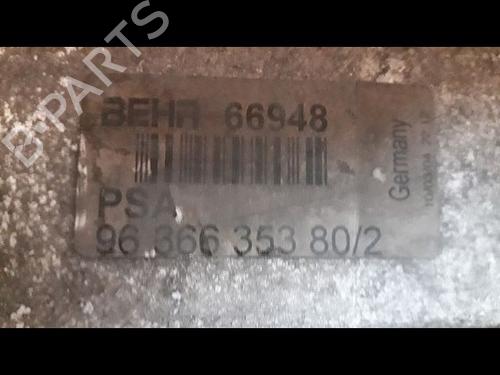 B-PARTS
BEHR 66948
PSA
96 366 353 80/2
Germany